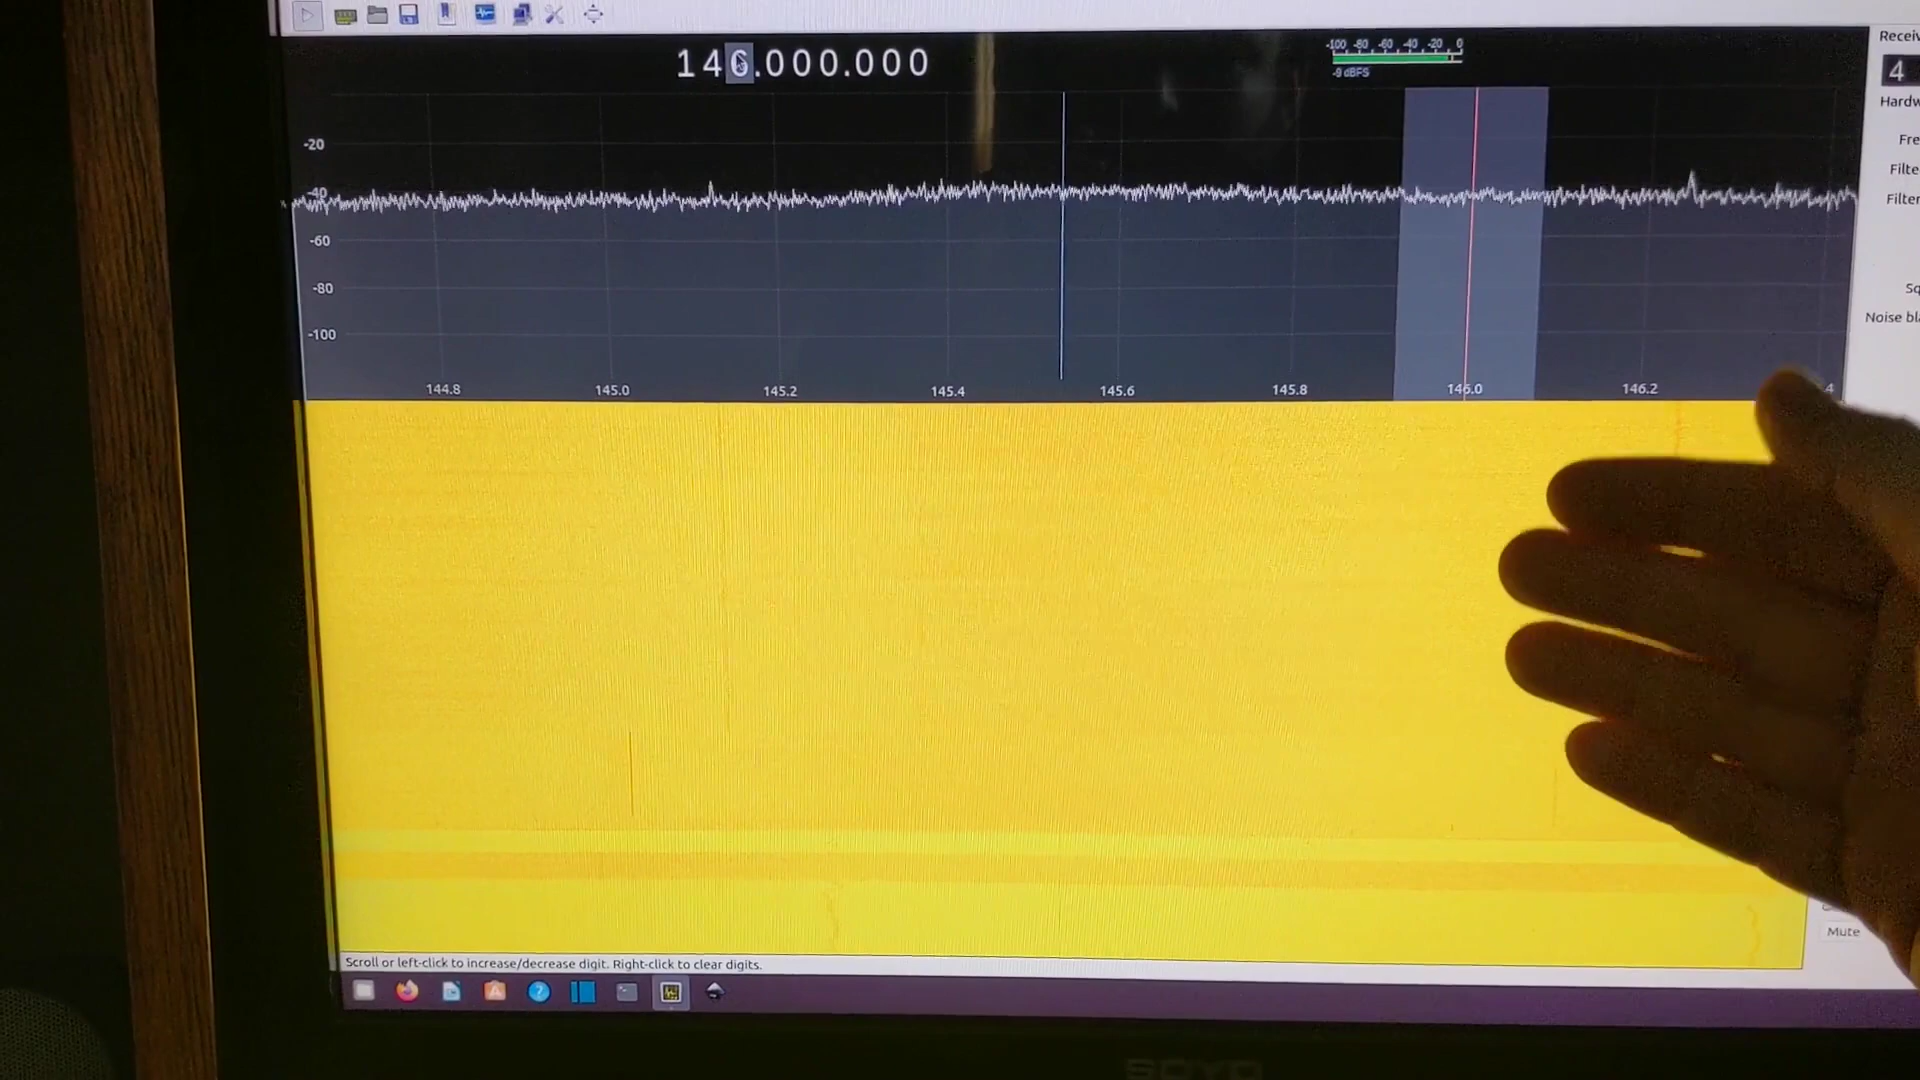 146.000.000
-100 -80 -60 -40 -20 0
-9 dBFS
Receiv
4
Hardw
Fre
Filte
Filter
Sq
Noise bla
-20
-40
-60
-80
-100
144.8 145.0 145.2 145.4 145.6 145.8 146.0 146.2
Mute
Scroll or left-click to increase/decrease digit. Right-click to clear digits.
SOYO